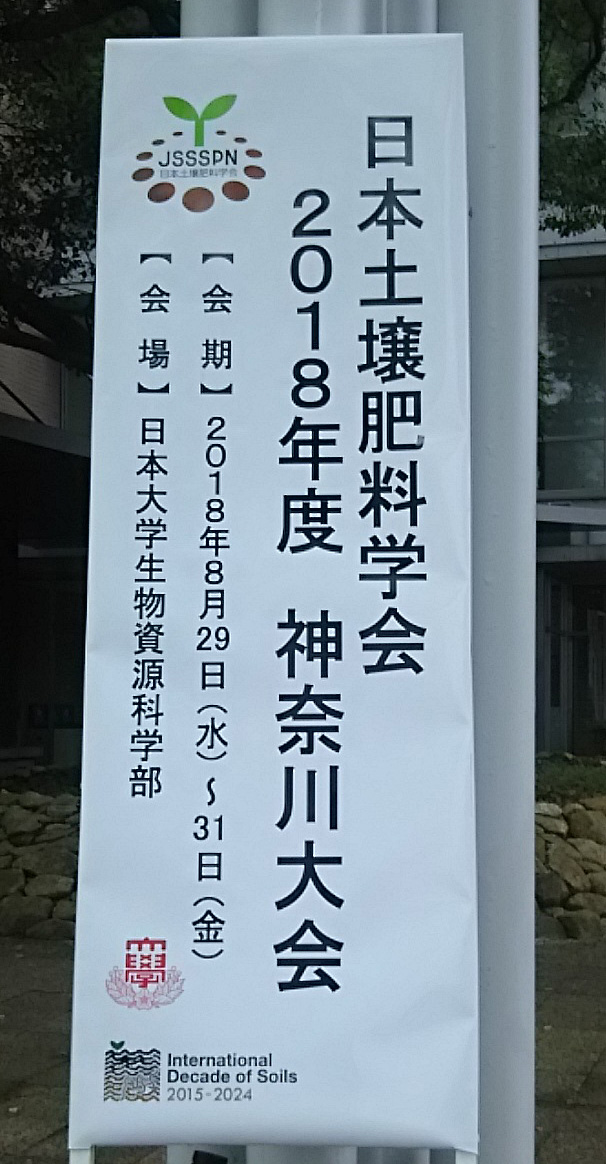 日本土壌肥料学会
2018年度 神奈川大会
【会 期】2018年8月29日(水)~31日(金)
【会 場】日本大学生物資源科学部
JSSSPN
日本土壌肥料学会
International
Decade of Soils
2015-2024